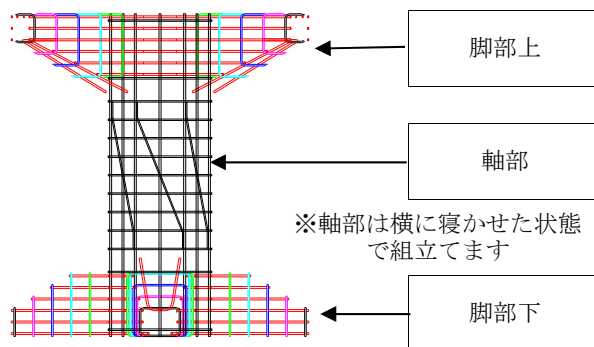 脚部上
軸部
※軸部は横に寝かせた状態
で組立てます
脚部下